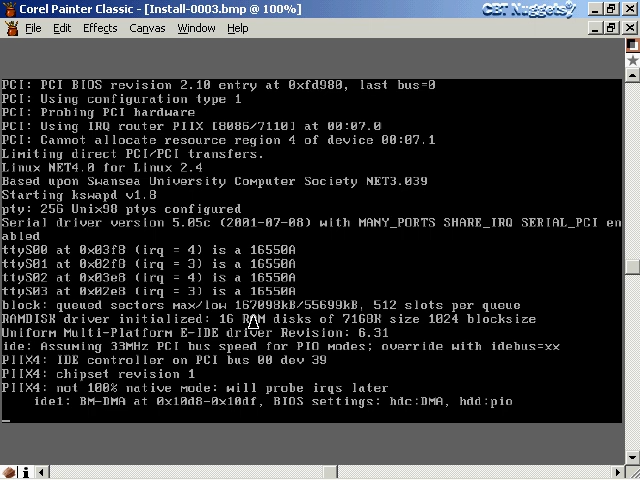 Corel Painter Classic - [Install-0003.bmp @ 100%]
CBT Nuggets
File Edit Effects Canvas Window Help
PCI: PCI BIOS revision 2.10 entry at 0xfd980, last bus=0
PCI: Using configuration type 1
PCI: Probing PCI hardware
PCI: Using IRQ router PIIX [8086/7110] at 00:07.0
PCI: Cannot allocate resource region 4 of device 00:07.1
Limiting direct PCI/PCI transfers.
Linux NET4.0 for Linux 2.4
Based upon Swansea University Computer Society NET3.039
Starting kswapd v1.8
pty: 256 Unix98 ptys configured
Serial driver version 5.05c (2001-07-08) with MANY_PORTS SHARE_IRQ SERIAL_PCI en
abled
ttyS00 at 0x03f8 (irq = 4) is a 16550A
ttyS01 at 0x02f8 (irq = 3) is a 16550A
ttyS02 at 0x03e8 (irq = 4) is a 16550A
ttyS03 at 0x02e8 (irq = 3) is a 16550A
block: queued sectors max/low 167098kB/55699kB, 512 slots per queue
RAMDISK driver initialized: 16 RAM disks of 7168K size 1024 blocksize
Uniform Multi-Platform E-IDE driver Revision: 6.31
ide: Assuming 33MHz PCI bus speed for PIO modes; override with idebus=xx
PIIX4: IDE controller on PCI bus 00 dev 39
PIIX4: chipset revision 1
PIIX4: not 100% native mode: will probe irqs later
ide1: BM-DMA at 0x10d8-0x10df, BIOS settings: hdc:DMA, hdd:pio